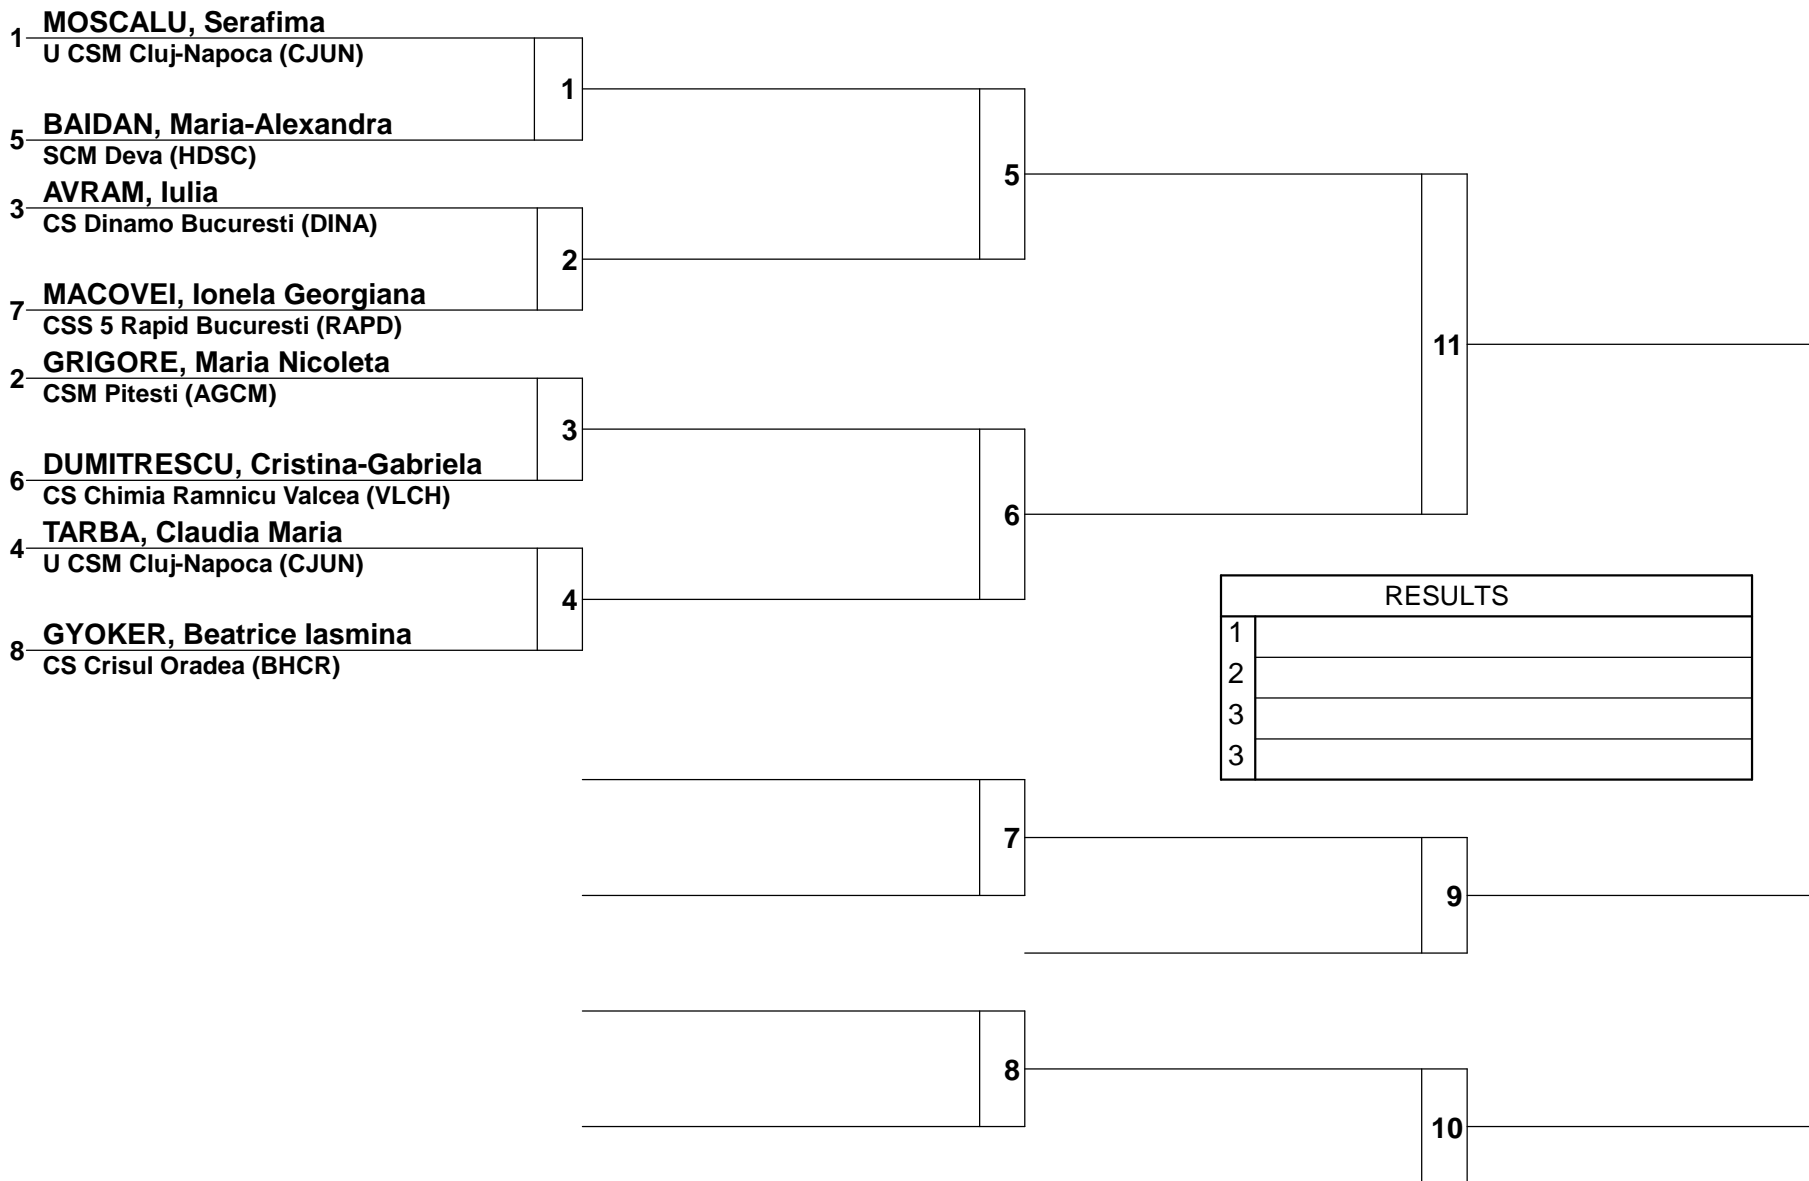 1 MOSCALU, Serafima
U CSM Cluj-Napoca (CJUN)
1
5 BAIDAN, Maria-Alexandra
SCM Deva (HDSC)
5
3 AVRAM, Iulia
CS Dinamo Bucuresti (DINA)
2
7 MACOVEI, Ionela Georgiana
CSS 5 Rapid Bucuresti (RAPD)
11
2 GRIGORE, Maria Nicoleta
CSM Pitesti (AGCM)
3
6 DUMITRESCU, Cristina-Gabriela
CS Chimia Ramnicu Valcea (VLCH)
6
4 TARBA, Claudia Maria
U CSM Cluj-Napoca (CJUN)
4
8 GYOKER, Beatrice Iasmina
CS Crisul Oradea (BHCR)
RESULTS
1
2
3
3
7
9
8
10